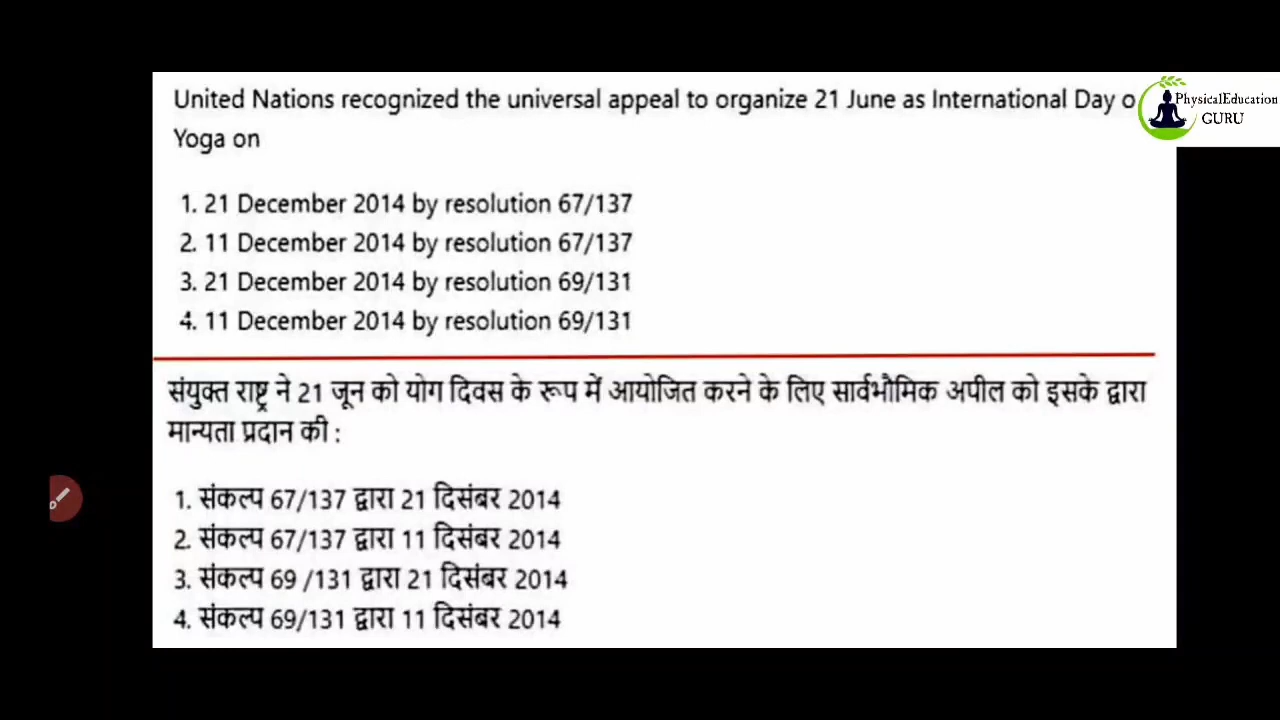 United Nations recognized the universal appeal to organize 21 June as International Day o
Yoga on
PhysicalEducation
GURU
1. 21 December 2014 by resolution 67/137
2. 11 December 2014 by resolution 67/137
3. 21 December 2014 by resolution 69/131
4. 11 December 2014 by resolution 69/131
संयुक्त राष्ट्र ने 21 जून को योग दिवस के रूप में आयोजित करने के लिए सार्वभौमिक अपील को इसके द्वारा
मान्यता प्रदान की :
1. संकल्प 67/137 द्वारा 21 दिसंबर 2014
2. संकल्प 67/137 द्वारा 11 दिसंबर 2014
3. संकल्प 69 /131 द्वारा 21 दिसंबर 2014
4. संकल्प 69/131 द्वारा 11 दिसंबर 2014